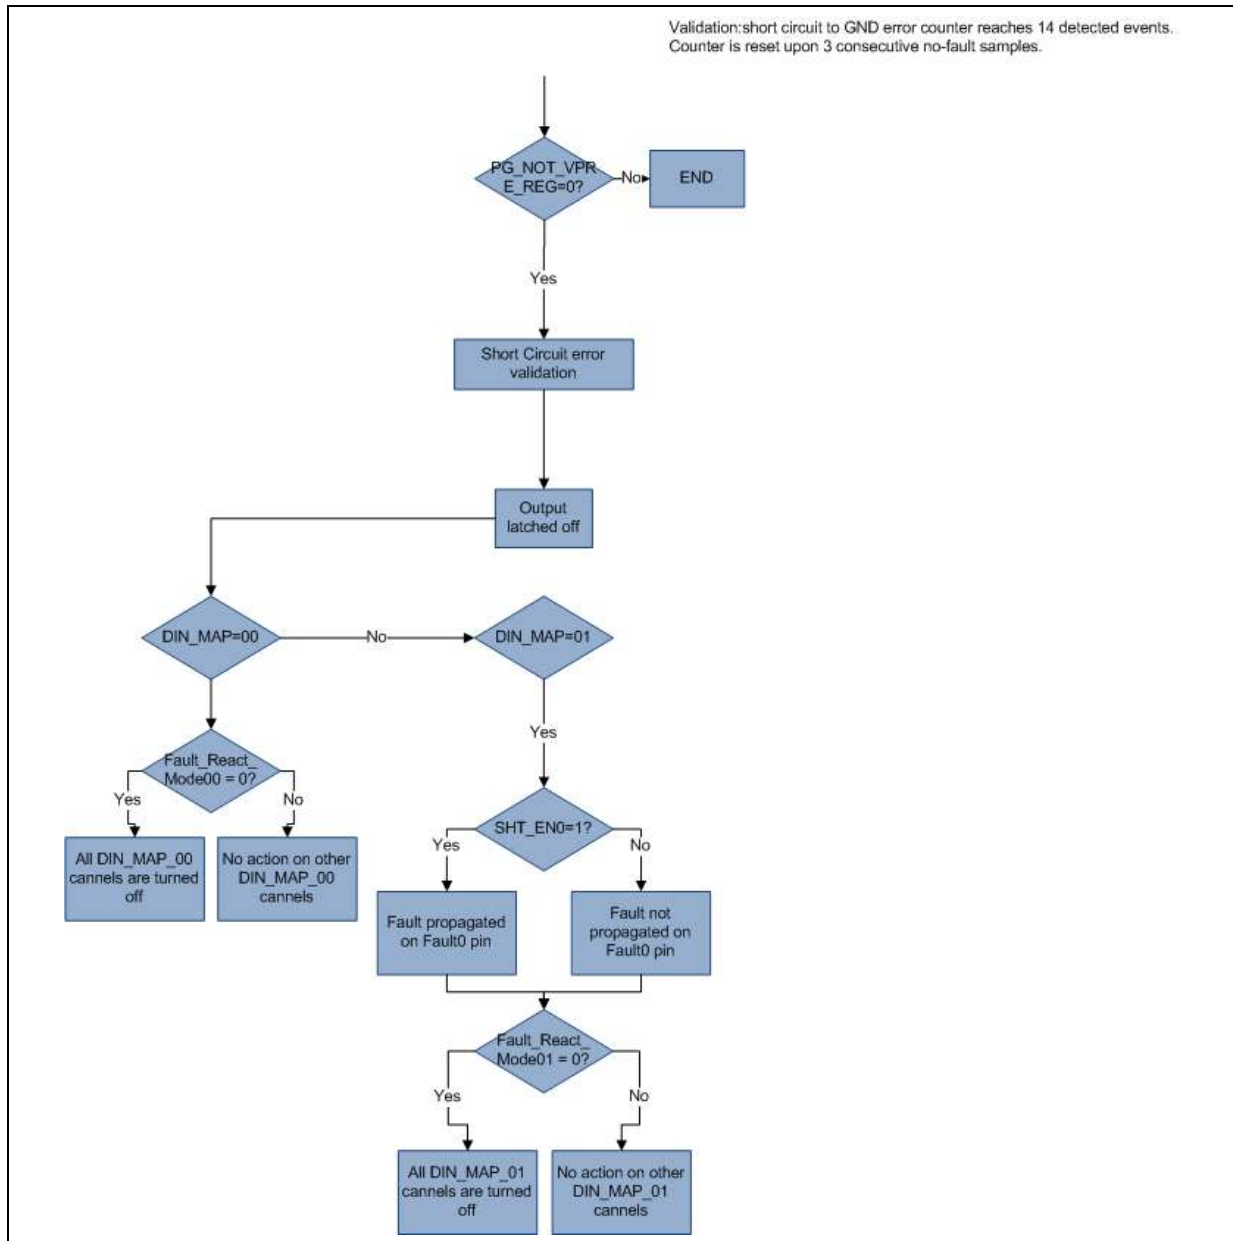 Validation:short circuit to GND error counter reaches 14 detected events.
Counter is reset upon 3 consecutive no-fault samples.
PG_NOT_VPR
E_REG=0?
No
END
Yes
Short Circuit error
validation
Output
latched off
DIN_MAP=00
No
DIN_MAP=01
Yes
Fault_React_
Mode00 = 0?
Yes
No
All DIN_MAP_00
cannels are turned
off
No action on other
DIN_MAP_00
cannels
SHT_EN0=1?
Yes
No
Fault propagated
on Fault0 pin
Fault not
propagated on
Fault0 pin
Fault_React_
Mode01 = 0?
Yes
No
All DIN_MAP_01
cannels are turned
off
No action on other
DIN_MAP_01
cannels